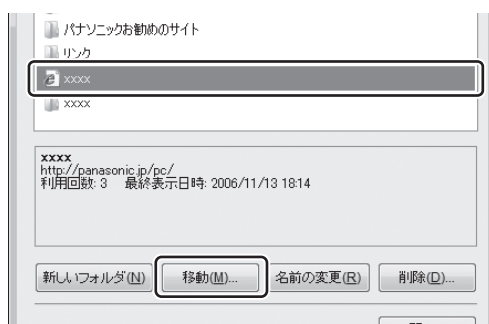 パナソニックお勧めのサイト
リンク
xxxx
xxxx
xxxx
http://panasonic.jp/pc/
利用回数: 3 最終表示日時: 2006/11/13 18:14
新しいフォルダ(N) 移動(M)... 名前の変更(R) 削除(D)...